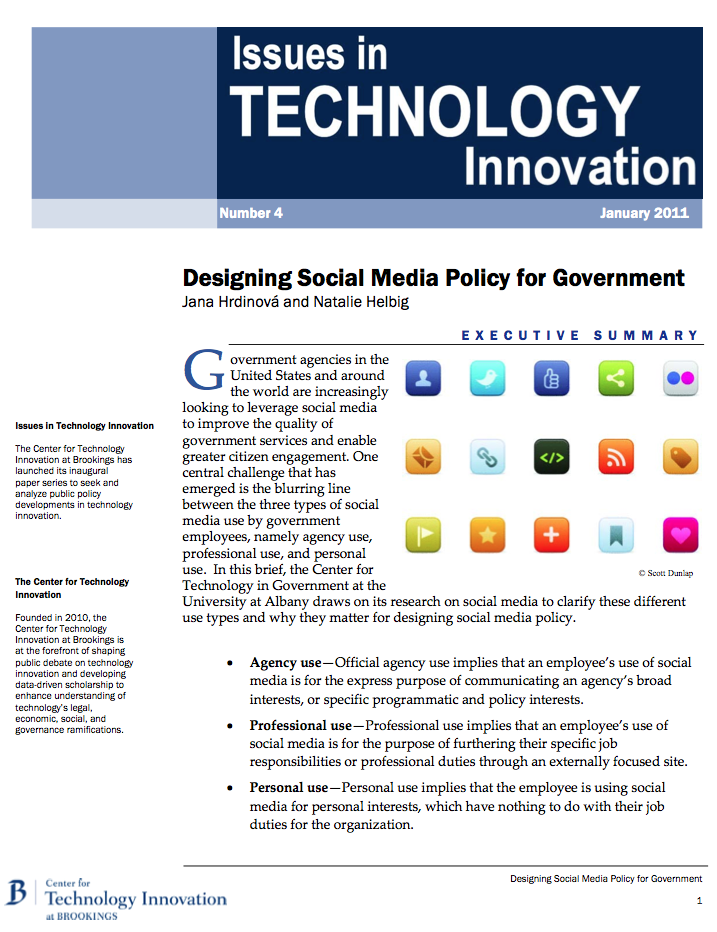 Issues in
TECHNOLOGY
Innovation
Number 4
January 2011
Designing Social Media Policy for Government
Jana Hrdinová and Natalie Helbig
EXECUTIVE SUMMARY
Government agencies in the
United States and around
the world are increasingly
looking to leverage social media
to improve the quality of
government services and enable
greater citizen engagement. One
central challenge that has
emerged is the blurring line
between the three types of social
media use by government
employees, namely agency use,
professional use, and personal
use. In this brief, the Center for
Technology in Government at the
University at Albany draws on its research on social media to clarify these different
use types and why they matter for designing social media policy.
</>
© Scott Dunlap
• Agency use—Official agency use implies that an employee's use of social
media is for the express purpose of communicating an agency's broad
interests, or specific programmatic and policy interests.
• Professional use—Professional use implies that an employee's use of
social media is for the purpose of furthering their specific job
responsibilities or professional duties through an externally focused site.
• Personal use—Personal use implies that the employee is using social
media for personal interests, which have nothing to do with their job
duties for the organization.
Issues in Technology Innovation
The Center for Technology
Innovation at Brookings has
launched its inaugural
paper series to seek and
analyze public policy
developments in technology
innovation.
The Center for Technology
Innovation
Founded in 2010, the
Center for Technology
Innovation at Brookings is
at the forefront of shaping
public debate on technology
innovation and developing
data-driven scholarship to
enhance understanding of
technology's legal,
economic, social, and
governance ramifications.
B
Center for
Technology Innovation
at BROOKINGS
Designing Social Media Policy for Government
1